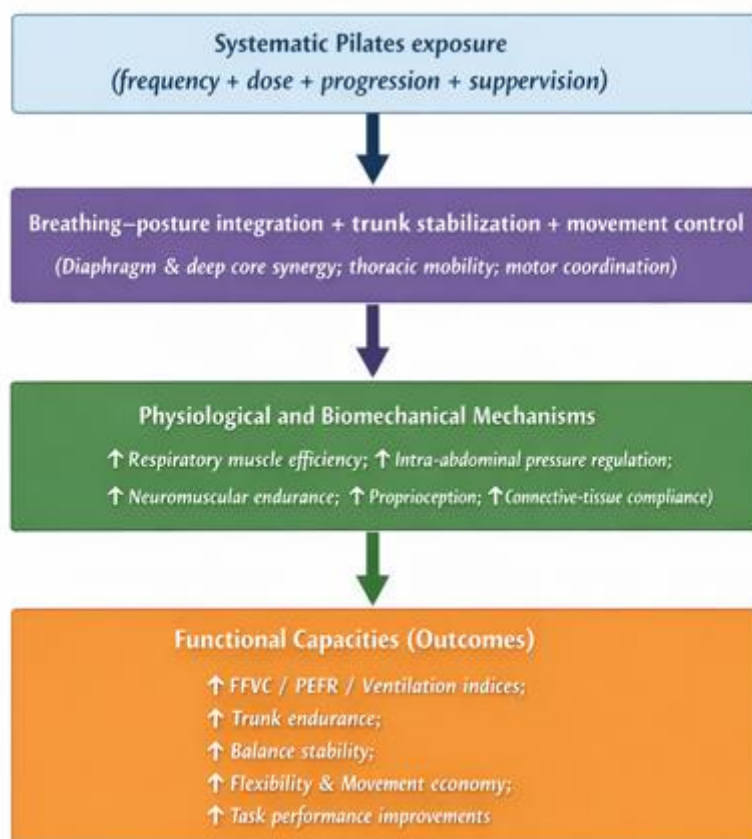 Systematic Pilates exposure
(frequency + dose + progression + suppervision)
Breathing—posture integration + trunk stabilization + movement control
(Diaphragm & deep core synergy; thoracic mobility; motor coordination)
Physiological and Biomechanical Mechanisms
↑ Respiratory muscle efficiency; ↑ Intra-abdominal pressure regulation;
↑ Neuromuscular endurance; ↑ Proprioception; ↑ Connective-tissue compliance)
Functional Capacities (Outcomes)
↑ FFVC / PEFR / Ventilation indices;
↑ Trunk endurance;
↑ Balance stability;
↑ Flexibility & Movement economy;
↑ Task performance improvements